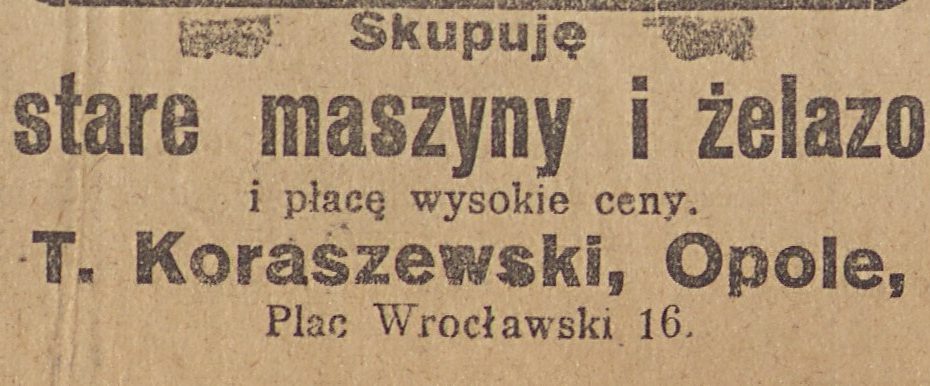 Skupuję
stare maszyny i żelazo
i płacę wysokie ceny.
T. Koraszewski, Opole,
Plac Wrocławski 16.